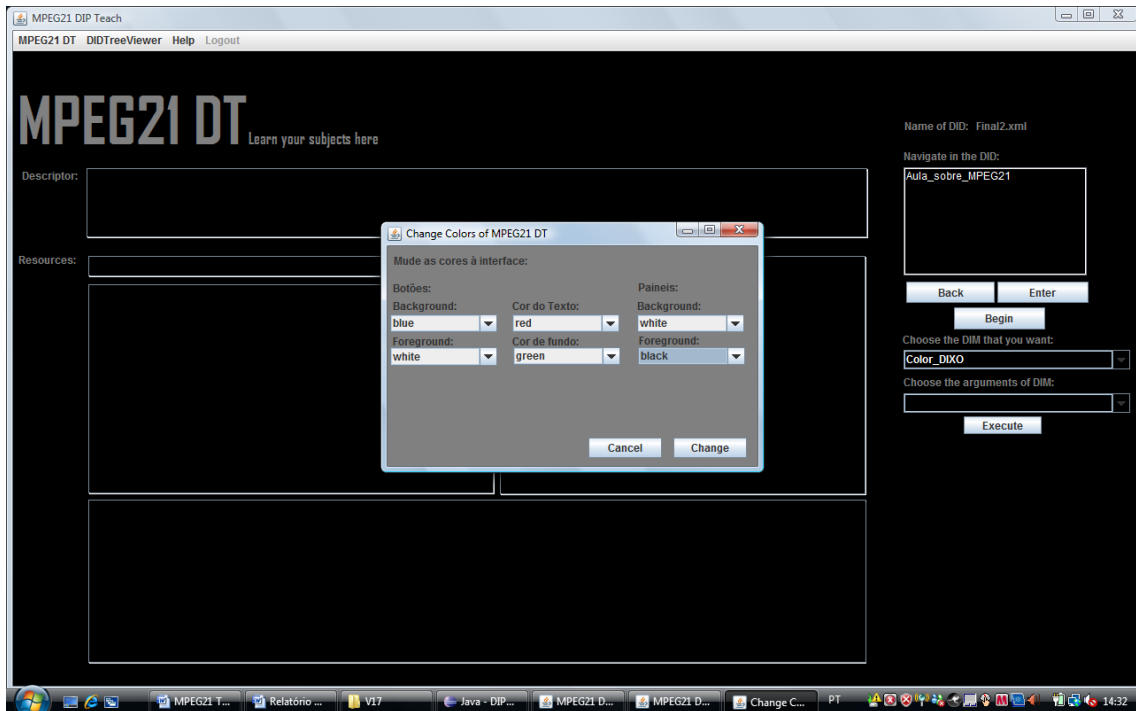 MPEG21 DIP Teach
MPEG21 DT DIDTreeViewer Help Logout
MPEG21 DT Learn your subjects here
Name of DID: Final2.xml
Navigate in the DID:
Aula_sobre_MPEG21
Descriptor:
Resources:
Back Enter
Begin
Choose the DIM that you want:
Color_DIXO
Choose the arguments of DIM:
Execute
Change Colors of MPEG21 DT
Mude as cores à interface:
Botões: Paineis:
Background: Cor do Texto: Background:
blue red white
Foreground: Cor de fundo: Foreground:
white green black
Cancel Change
MPEG21 T... Relatório ... V17 Java - DIP... MPEG21 D... MPEG21 D... Change C... PT 14:32